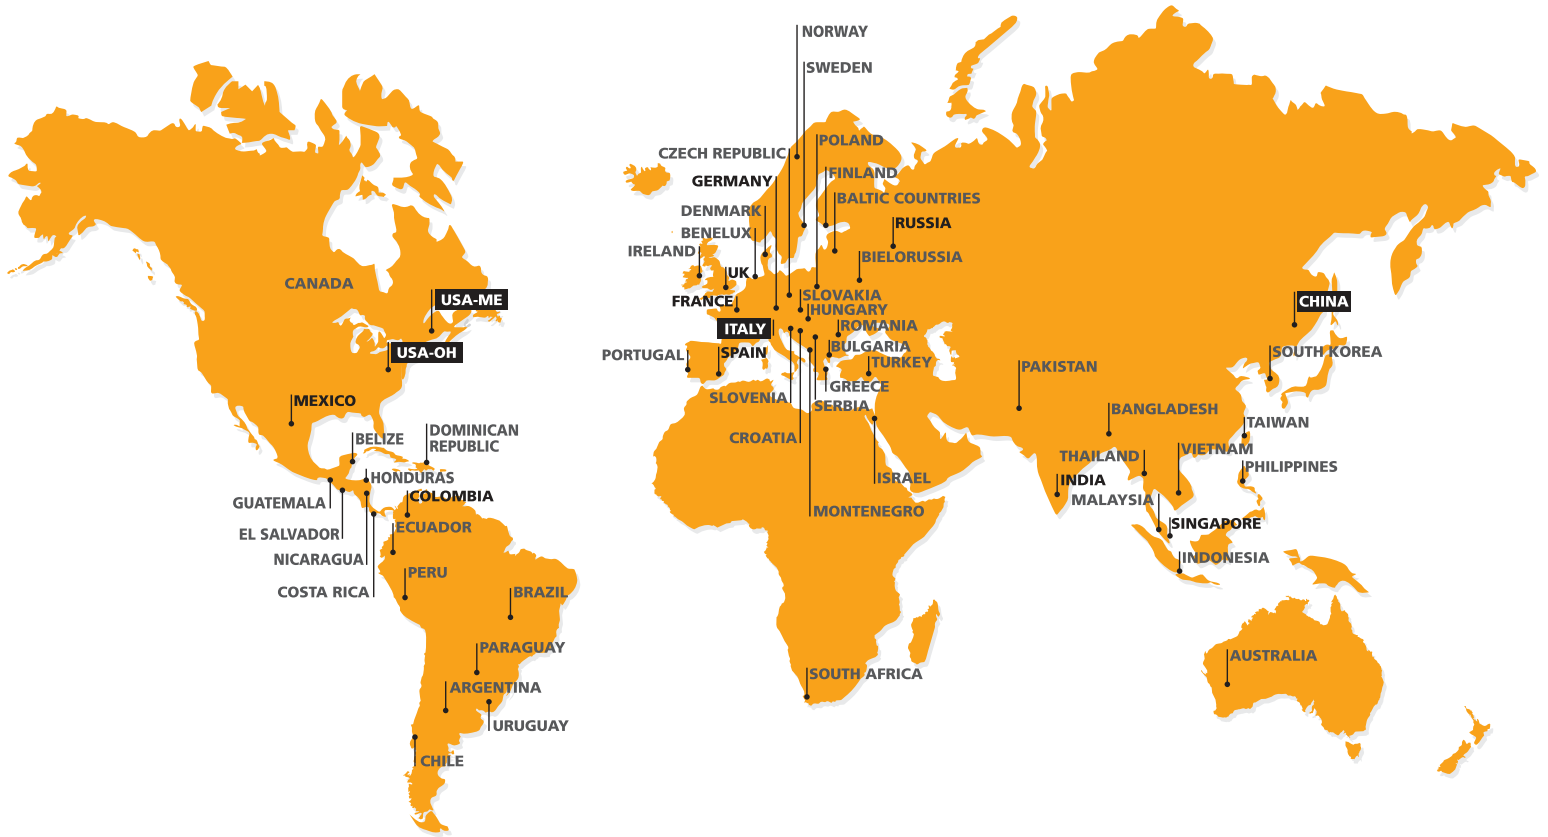 NORWAY
SWEDEN
POLAND
CZECH REPUBLIC
FINLAND
GERMANY
BALTIC COUNTRIES
DENMARK
RUSSIA
BENELUX
IRELAND
BIELORUSSIA
UK
CANADA
SLOVAKIA
USA-ME
FRANCE
CHINA
HUNGARY
ITALY
ROMANIA
BULGARIA
USA-OH
SPAIN
PORTUGAL
SOUTH KOREA
TURKEY
PAKISTAN
GREECE
SLOVENIA
MEXICO
SERBIA
BANGLADESH
TAIWAN
DOMINICAN
REPUBLIC
BELIZE
CROATIA
VIETNAM
THAILAND
PHILIPPINES
HONDURAS
ISRAEL
INDIA
COLOMBIA
MALAYSIA
GUATEMALA
MONTENEGRO
SINGAPORE
ECUADOR
EL SALVADOR
NICARAGUA
INDONESIA
PERU
COSTA RICA
BRAZIL
PARAGUAY
AUSTRALIA
SOUTH AFRICA
ARGENTINA
URUGUAY
CHILE